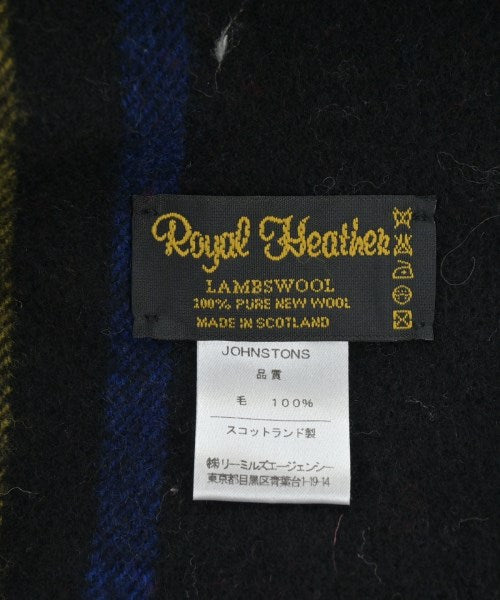 Royal Heather
LAMBSWOOL
100% PURE NEW WOOL
MADE IN SCOTLAND
JOHNSTONS
品質
毛 100%
スコットランド製
㈱リーミルズエージェンシー
東京都目黒区青葉台1-19-14